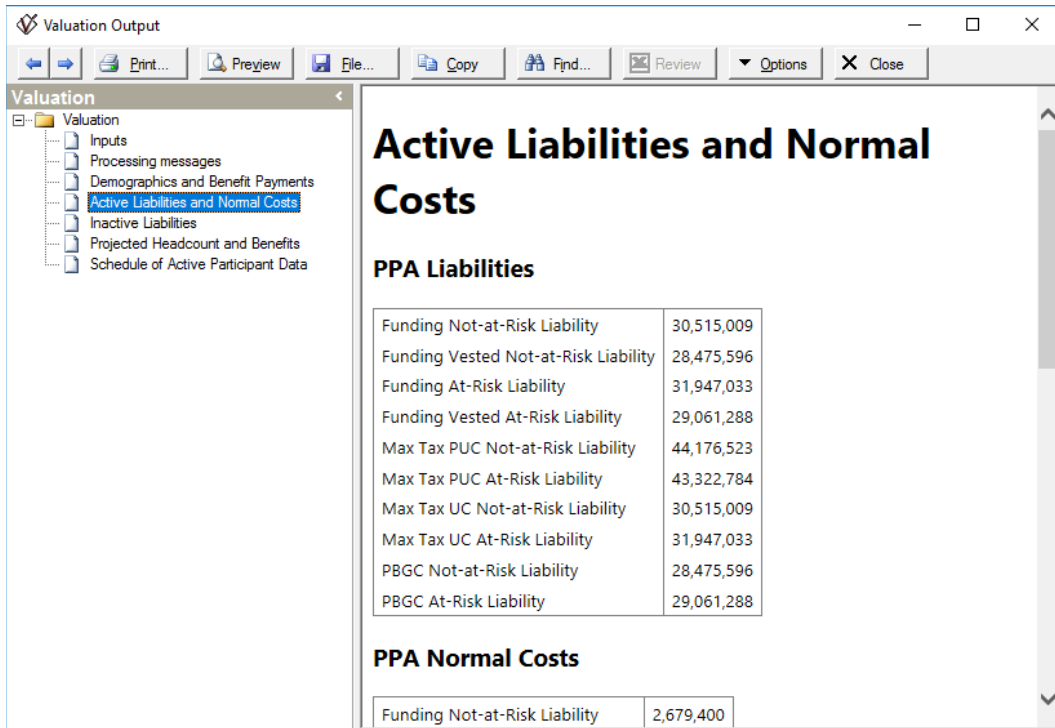 Valuation Output
Print... Preview File... Copy Find... Review Options Close
Valuation
Valuation
Inputs
Processing messages
Demographics and Benefit Payments
Active Liabilities and Normal Costs
Inactive Liabilities
Projected Headcount and Benefits
Schedule of Active Participant Data
Active Liabilities and Normal
Costs
PPA Liabilities
Funding Not-at-Risk Liability 30,515,009
Funding Vested Not-at-Risk Liability 28,475,596
Funding At-Risk Liability 31,947,033
Funding Vested At-Risk Liability 29,061,288
Max Tax PUC Not-at-Risk Liability 44,176,523
Max Tax PUC At-Risk Liability 43,322,784
Max Tax UC Not-at-Risk Liability 30,515,009
Max Tax UC At-Risk Liability 31,947,033
PBGC Not-at-Risk Liability 28,475,596
PBGC At-Risk Liability 29,061,288
PPA Normal Costs
Funding Not-at-Risk Liability 2,679,400